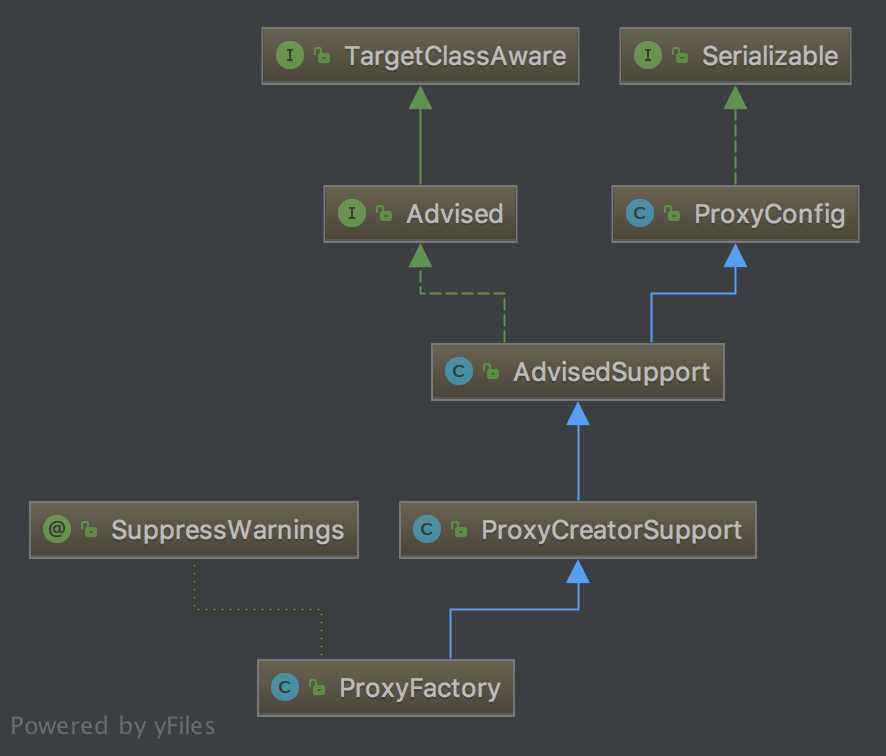 I TargetClassAware
I Serializable
I Advised
C ProxyConfig
C AdvisedSupport
@ SuppressWarnings
C ProxyCreatorSupport
C ProxyFactory
Powered by yFiles